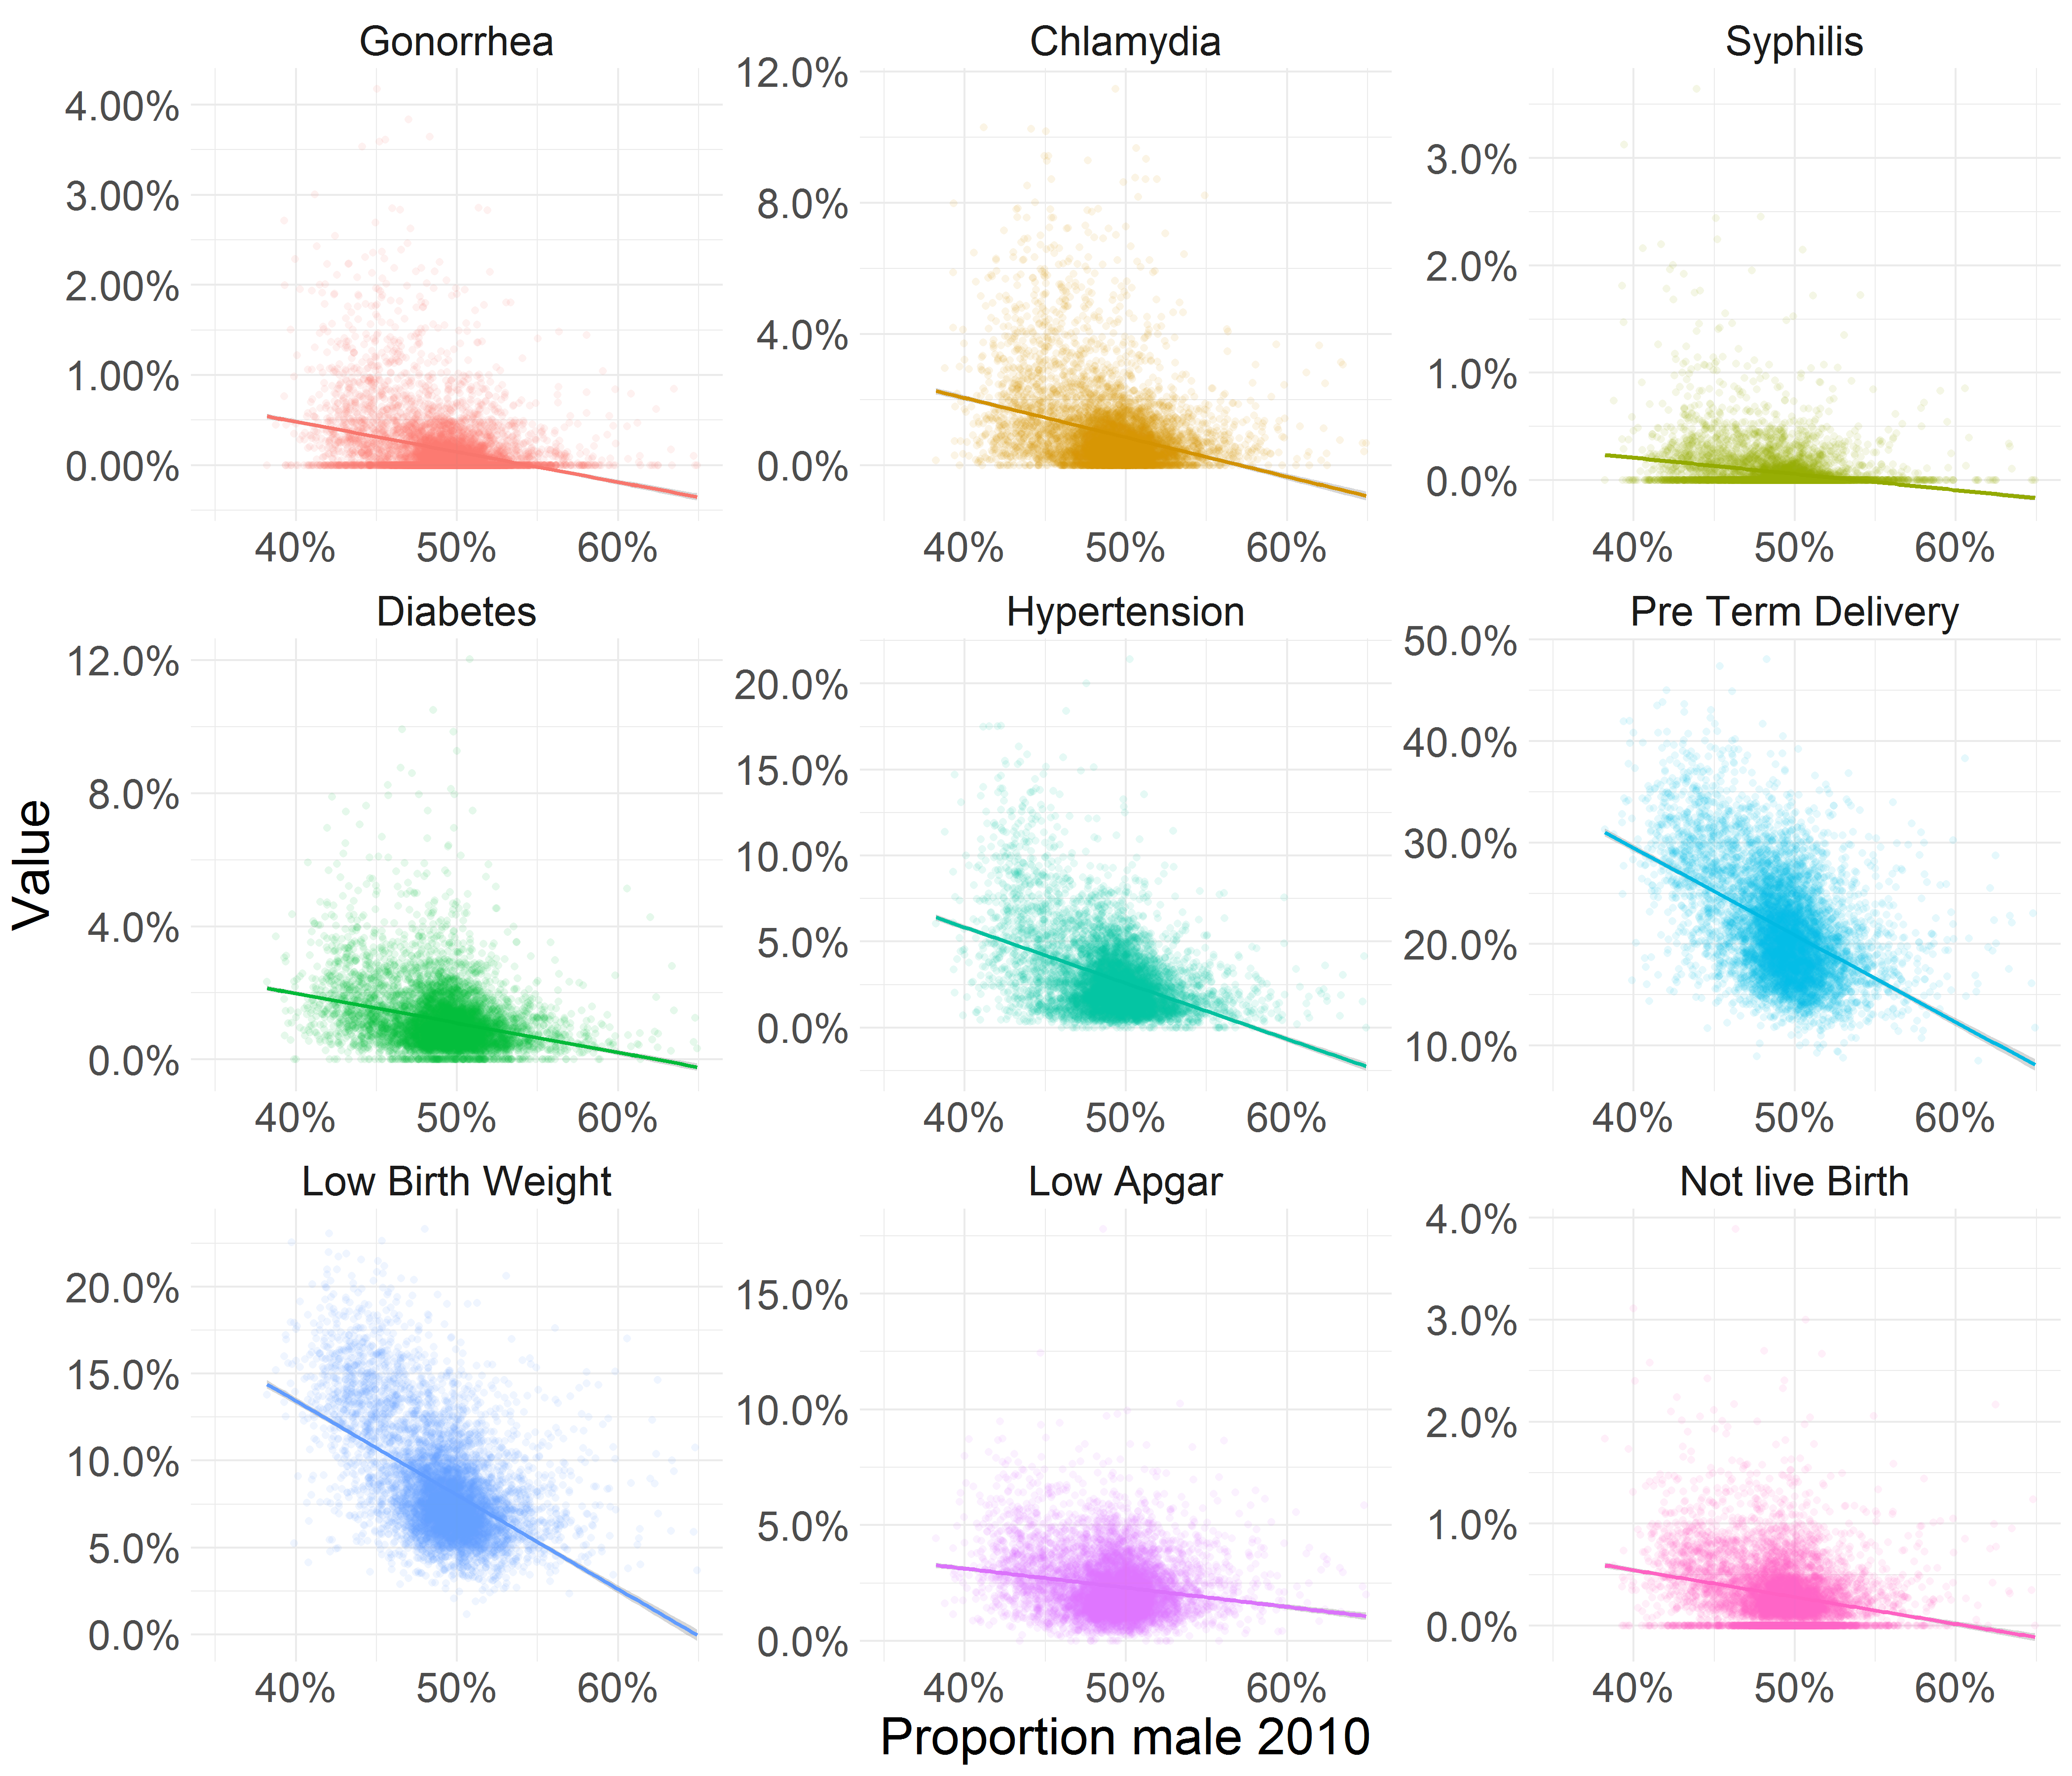 Gonorrhea Chlamydia Syphilis
4.00%
3.00%
2.00%
1.00%
0.00%
40% 50% 60%
12.0%
8.0%
4.0%
0.0%
40% 50% 60%
3.0%
2.0%
1.0%
0.0%
40% 50% 60%
Diabetes Hypertension Pre Term Delivery
12.0%
8.0%
4.0%
0.0%
40% 50% 60%
20.0%
15.0%
10.0%
5.0%
0.0%
40% 50% 60%
50.0%
40.0%
30.0%
20.0%
10.0%
40% 50% 60%
Value
Low Birth Weight Low Apgar Not live Birth
20.0%
15.0%
10.0%
5.0%
0.0%
40% 50% 60%
15.0%
10.0%
5.0%
0.0%
40% 50% 60%
4.0%
3.0%
2.0%
1.0%
0.0%
40% 50% 60%
Proportion male 2010